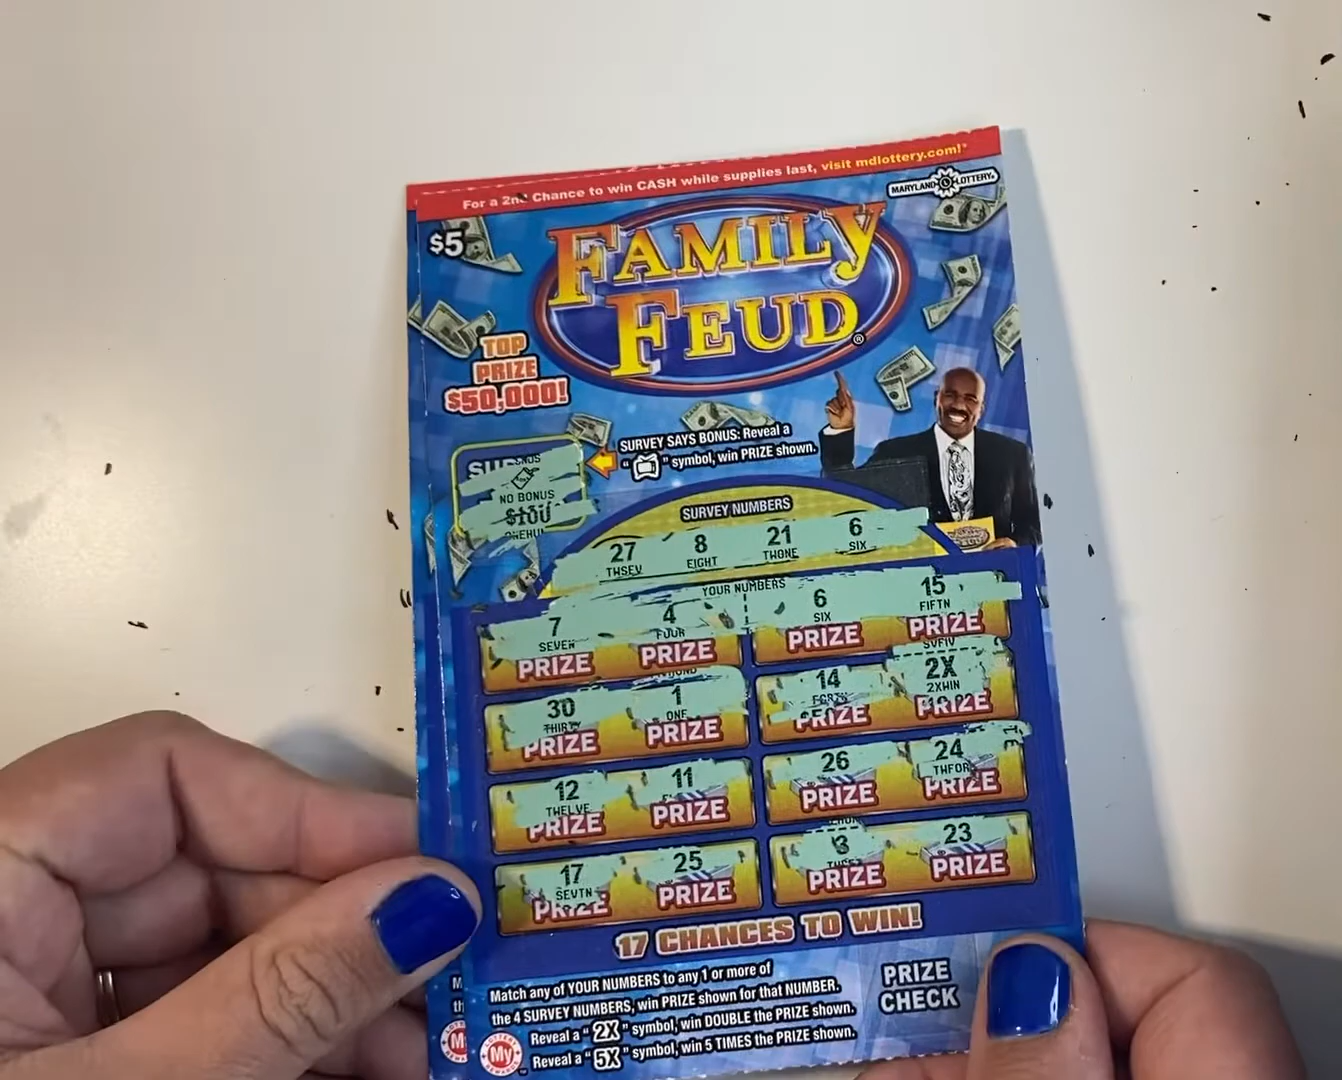 For a 2nd Chance to win CASH while supplies last, visit mdlottery.com!*
MARYLAND LOTTERY®
$5
FAMILY
FEUD®
TOP
PRIZE
$50,000!
SURVEY SAYS BONUS: Reveal a
" " symbol, win PRIZE shown.
NO BONUS
$100
SURVEY NUMBERS
27 8 21 6
TWSEV EIGHT TWONE SIX
YOUR NUMBERS
7 4 6 15
SEVEN FOUR SIX FIFTN
PRIZE PRIZE PRIZE PRIZE
30 1 14 2X
THIRTY ONE 2XWIN
PRIZE PRIZE PRIZE PRIZE
12 11 26 24
TWELVE TWFOR
PRIZE PRIZE PRIZE PRIZE
17 25 3 23
SEVTN
PRIZE PRIZE PRIZE PRIZE
17 CHANCES TO WIN!
Match any of YOUR NUMBERS to any 1 or more of
the 4 SURVEY NUMBERS, win PRIZE shown for that NUMBER.
Reveal a "2X" symbol, win DOUBLE the PRIZE shown.
Reveal a "5X" symbol, win 5 TIMES the PRIZE shown.
PRIZE
CHECK
My
LOTTERY
REWARDS